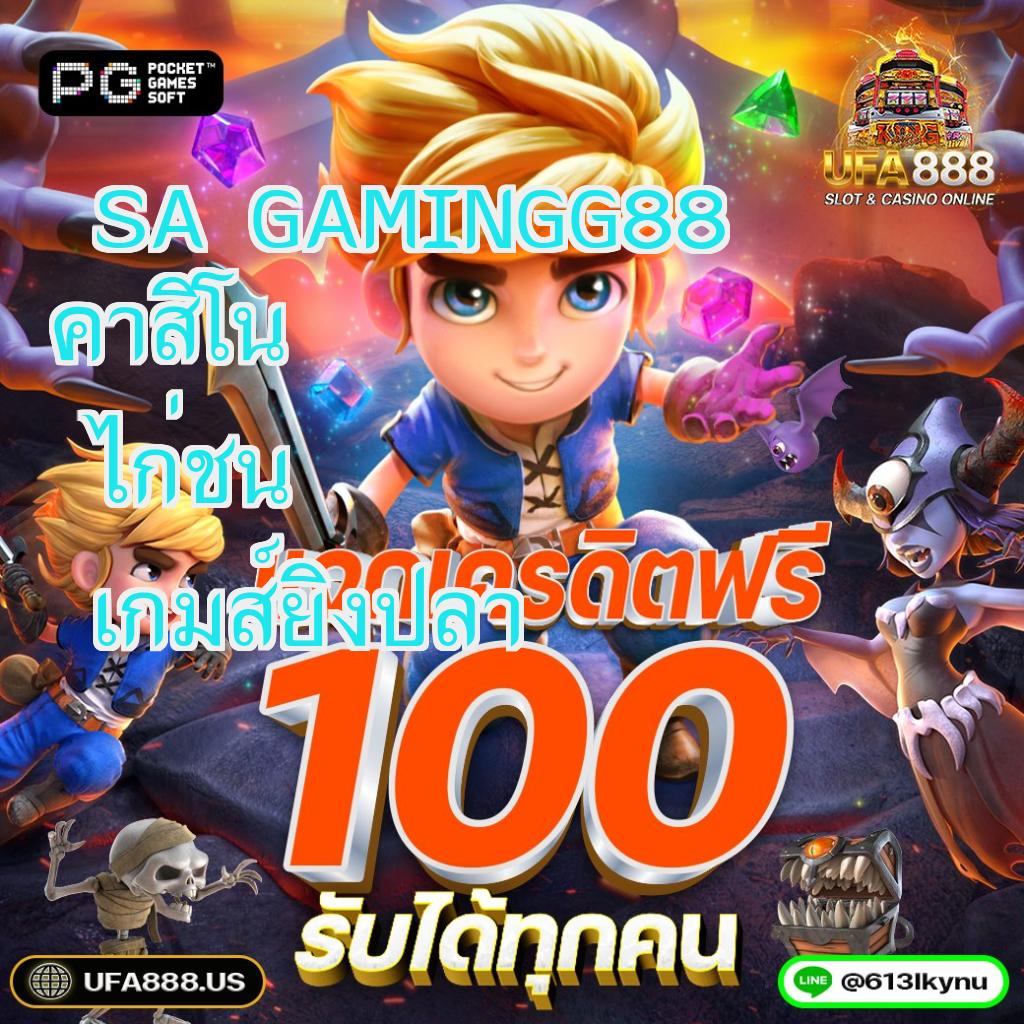 PG POCKET™
GAMES
SOFT
UFA888
SLOT & CASINO ONLINE
SA GAMINGG88
คาสิโน
ไก่ชน
เครดิตฟรี
เกมส์ยิงปลา
100
รับได้ทุกคน
UFA888.US
LINE @613lkynu